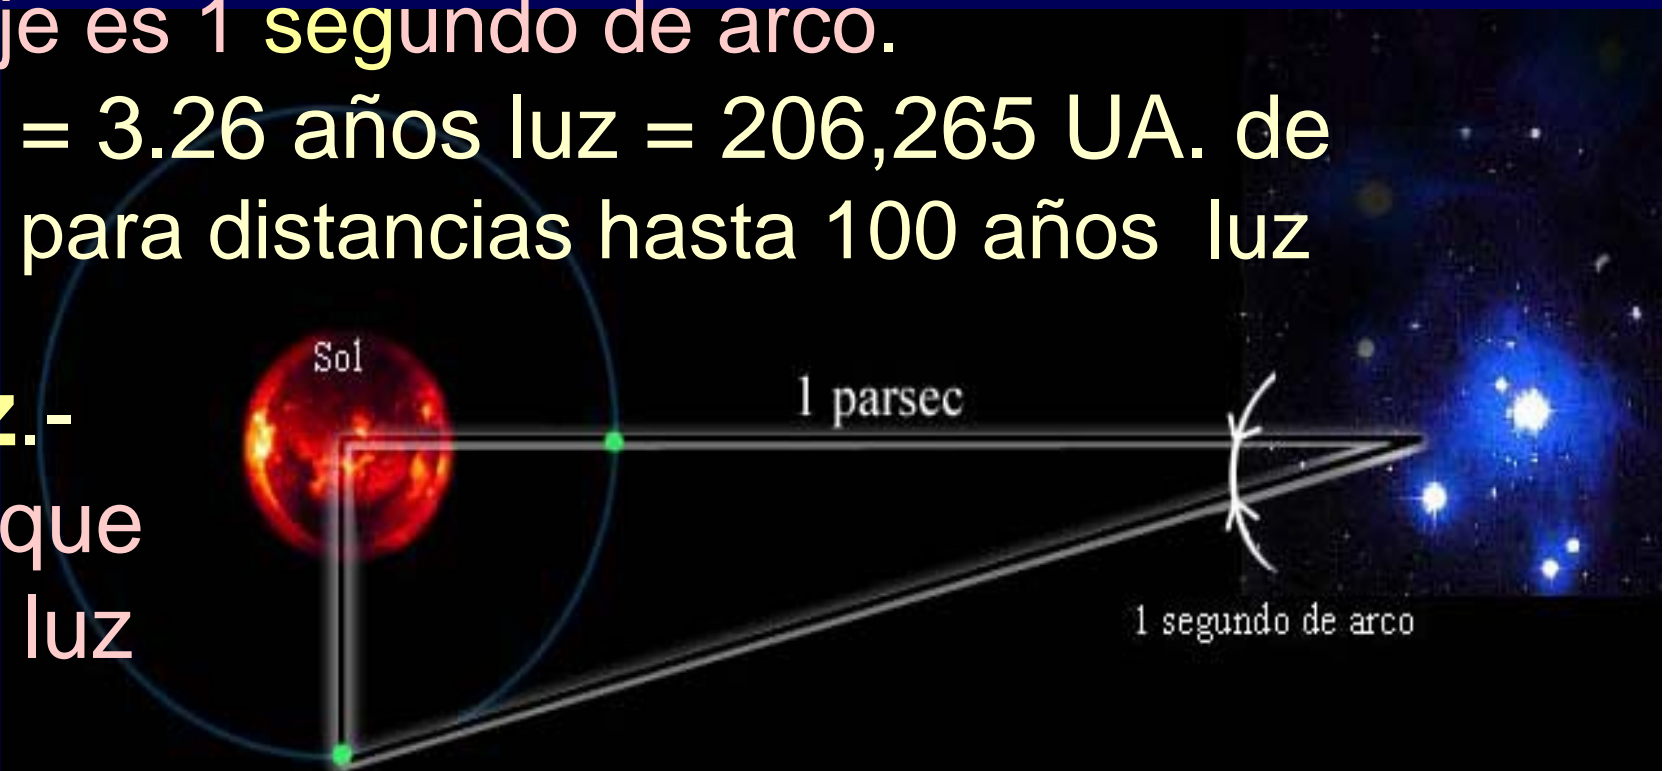 je es 1 segundo de arco.
= 3.26 años luz = 206,265 UA. de
para distancias hasta 100 años luz
Sol
1 parsec
z.-
que
luz
1 segundo de arco